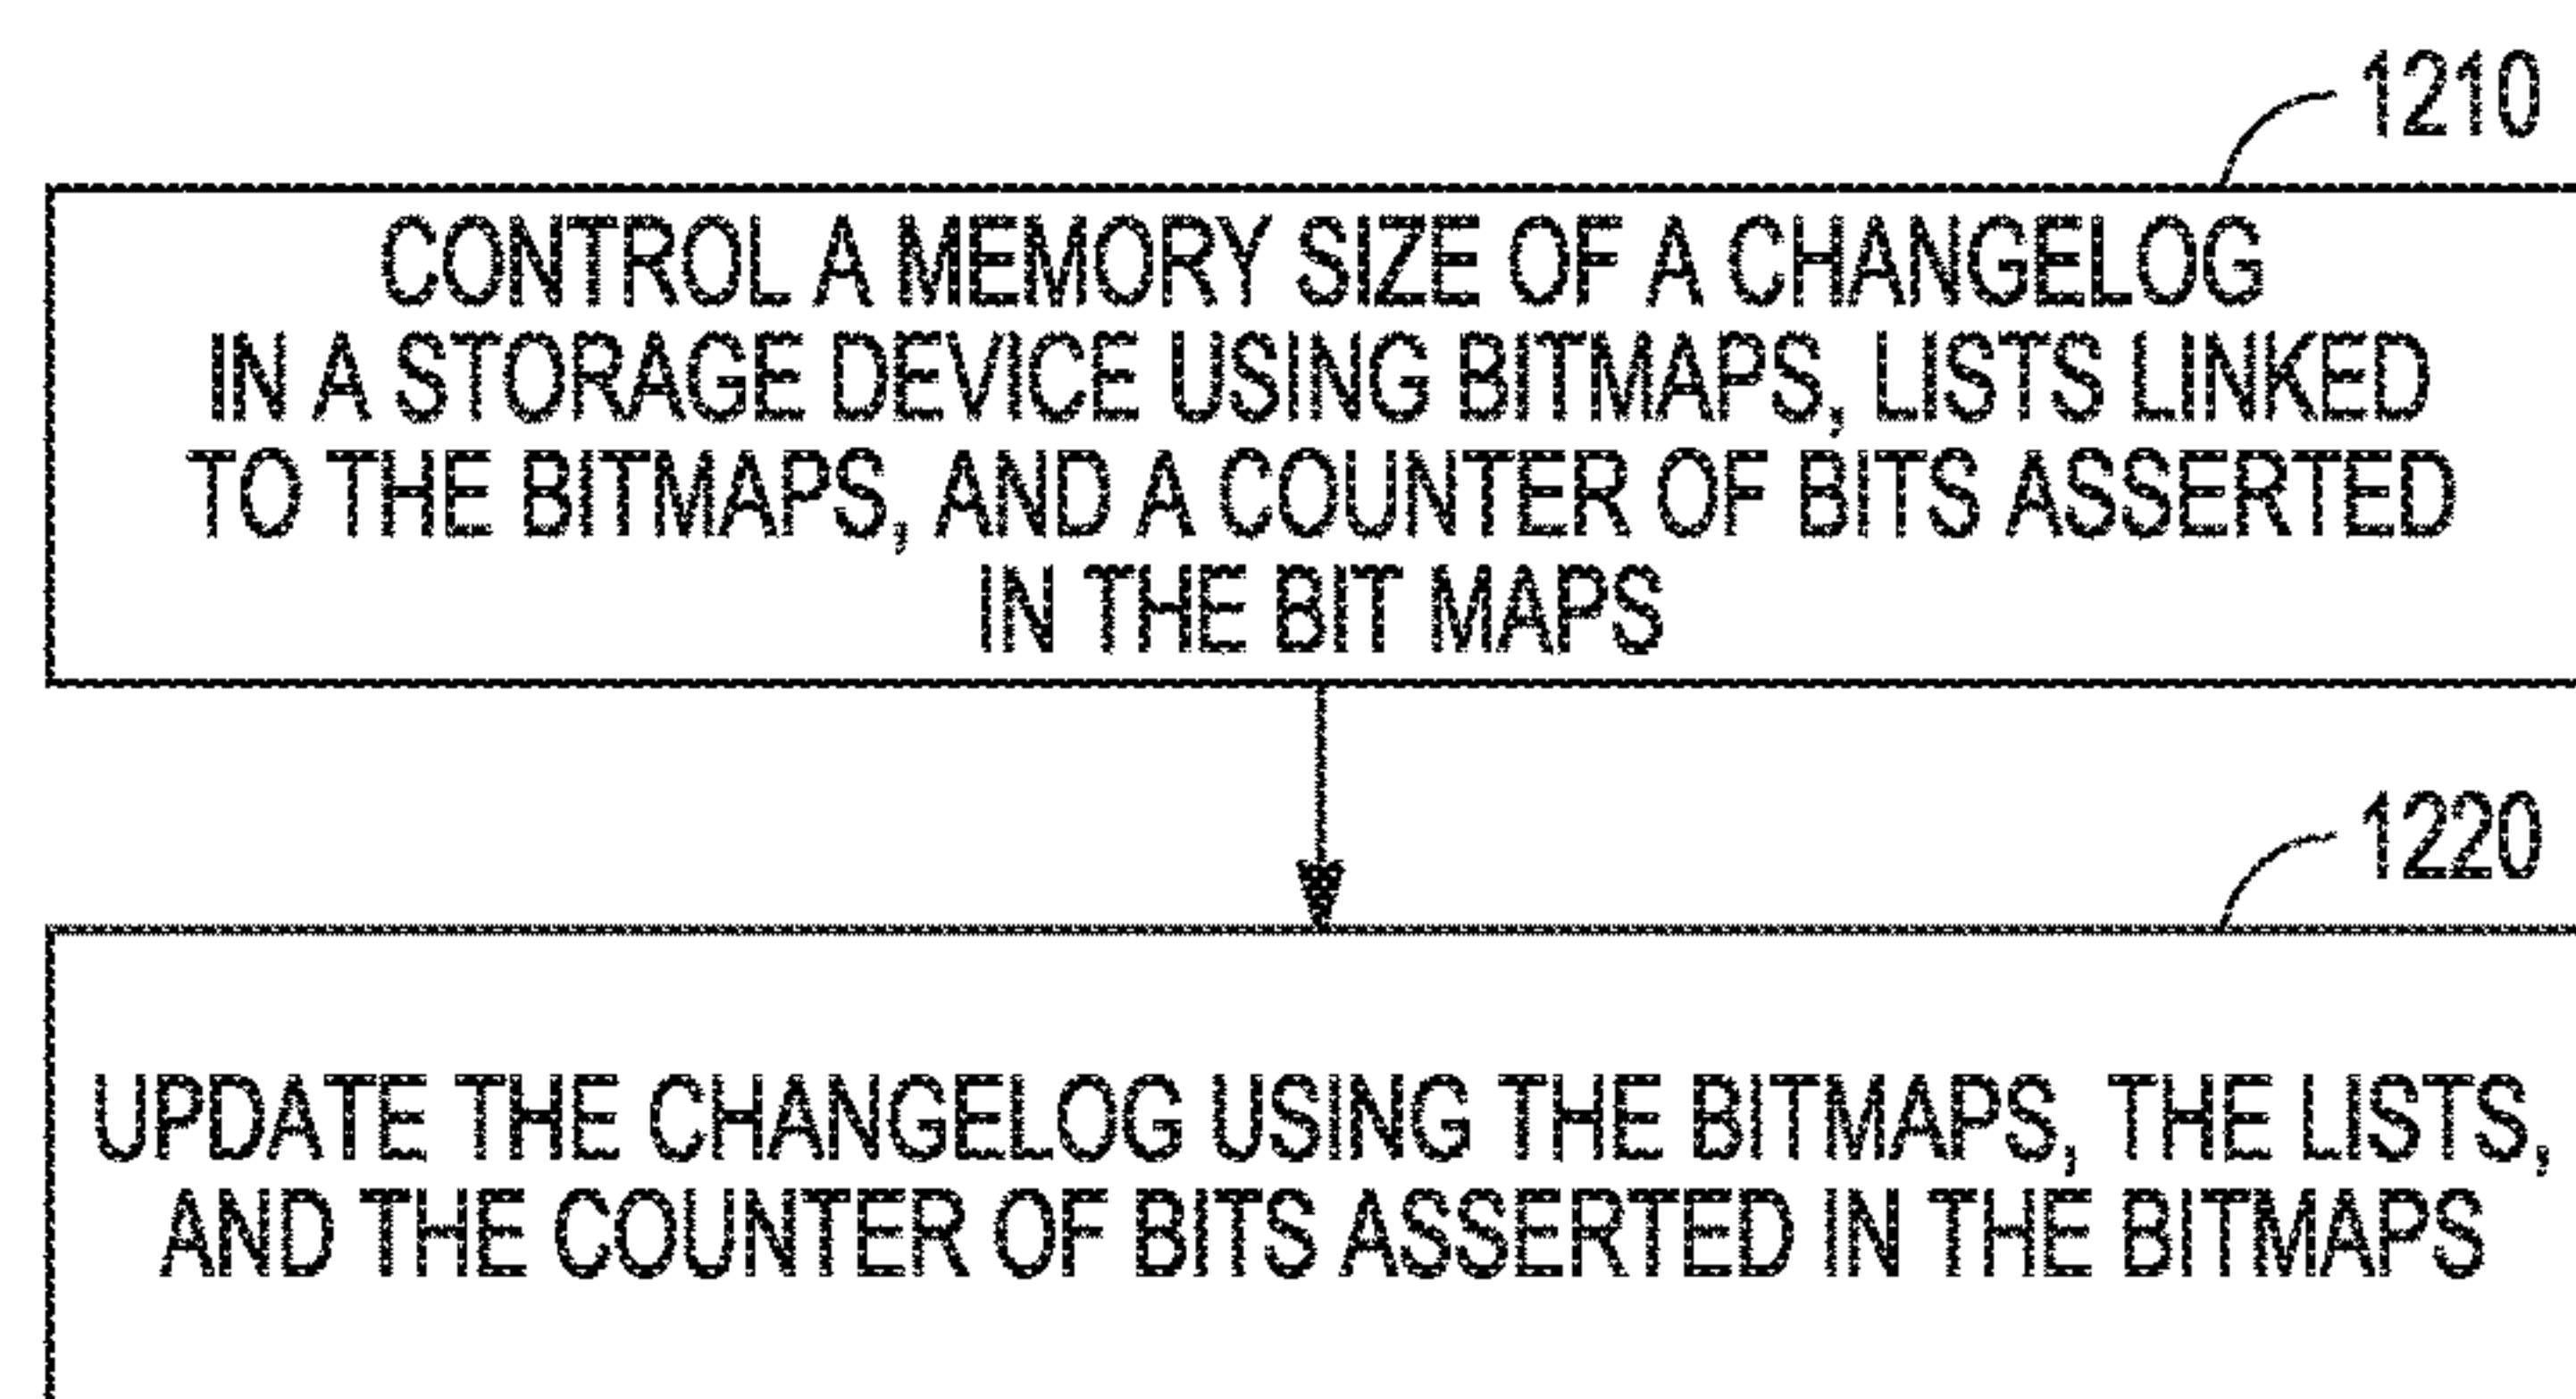 1210
CONTROL A MEMORY SIZE OF A CHANGELOG
IN A STORAGE DEVICE USING BITMAPS, LISTS LINKED
TO THE BITMAPS, AND A COUNTER OF BITS ASSERTED
IN THE BIT MAPS
1220
UPDATE THE CHANGELOG USING THE BITMAPS, THE LISTS,
AND THE COUNTER OF BITS ASSERTED IN THE BITMAPS